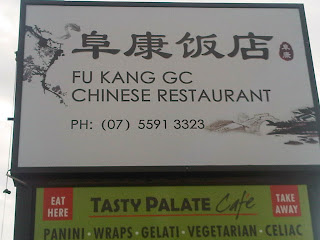 阜康饭店
FU KANG GC
CHINESE RESTAURANT
PH: (07) 5591 3323
EAT HERE
TASTY PALATE Cafe
TAKE AWAY
PANINI · WRAPS · GELATI · VEGETARIAN · CELIAC